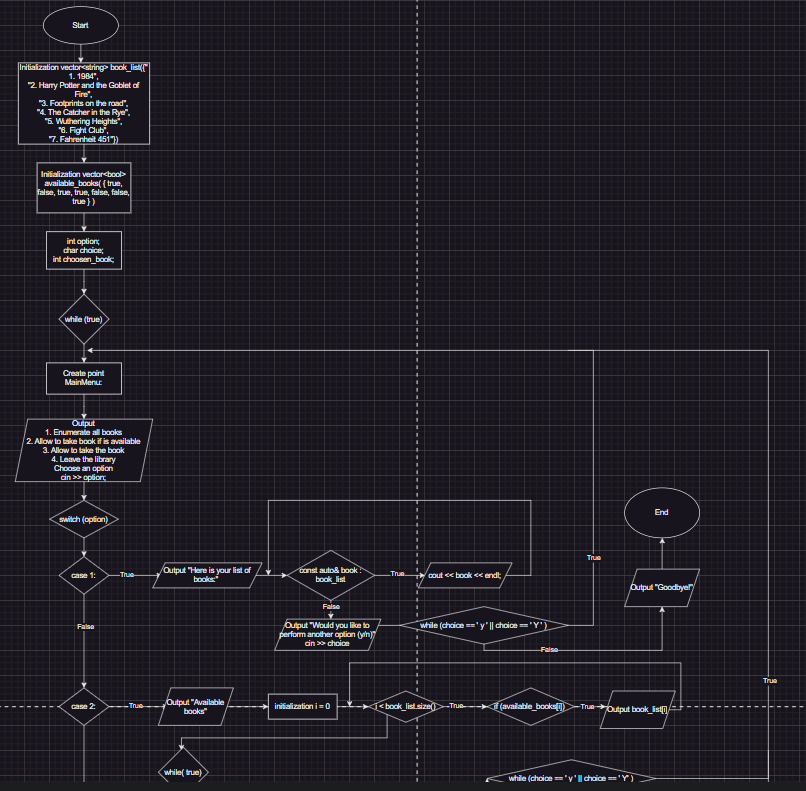 Start
Initialization vector<string> book_list({"
1. 1984",
"2. Harry Potter and the Goblet of
Fire",
"3. Footprints on the road",
"4. The Catcher in the Rye",
"5. Wuthering Heights",
"6. Fight Club",
"7. Fahrenheit 451"})
Initialization vector<bool>
available_books( { true,
false, true, true, false, false,
true } )
int option;
char choice;
int choosen_book;
while (true)
Create point
MainMenu:
Output
1. Enumerate all books
2. Allow to take book if is available
3. Allow to take the book
4. Leave the library
Choose an option
cin >> option;
switch (option)
case 1:
True
Output "Here is your list of
books:"
const auto& book :
book_list
True
cout << book << endl;
False
Output "Would you like to
perform another option (y/n)"
cin >> choice
while (choice == ' y ' || choice == ' Y ' )
True
False
Output "Goodbye!"
End
False
case 2:
True
Output "Available
books"
initialization i = 0
i < book_list.size()
True
if (available_books[i])
True
Output book_list[i]
True
while( true)
while (choice == ' y ' || choice == ' Y' )